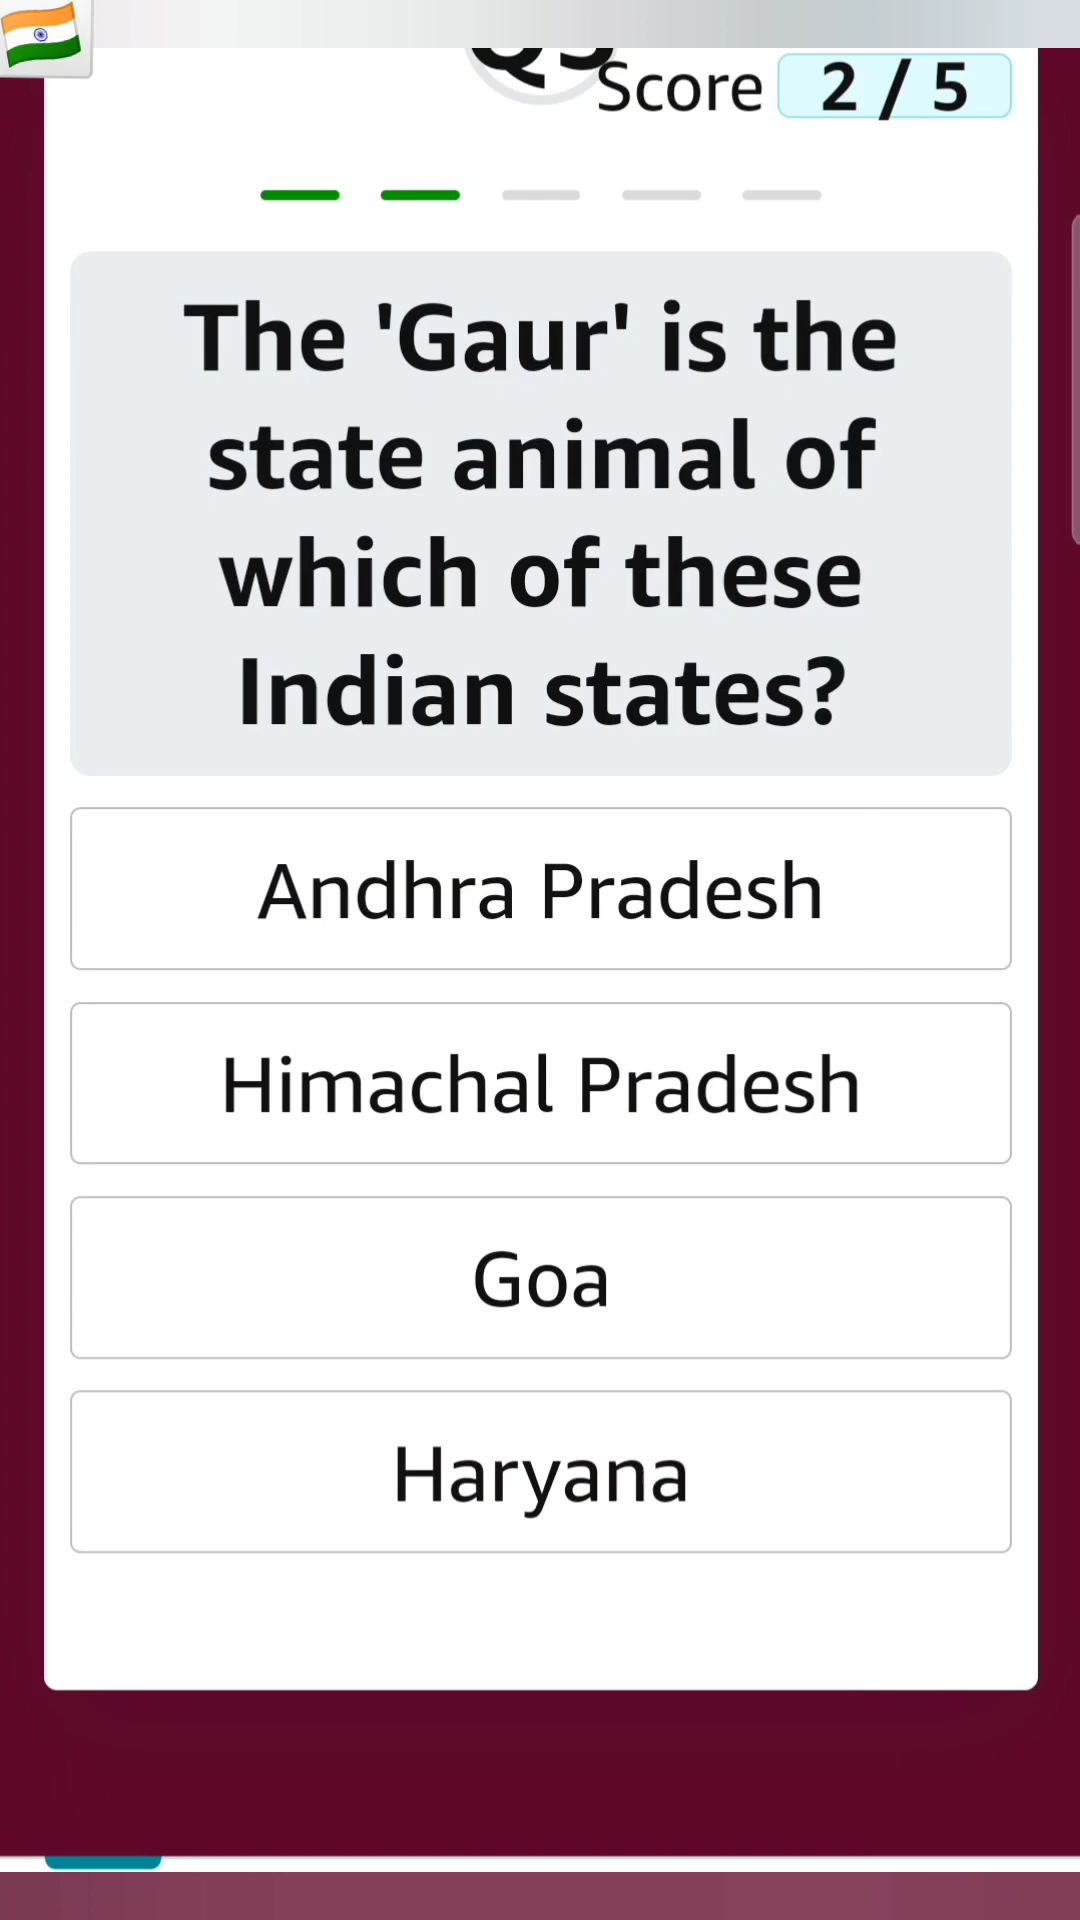 Score 2 / 5
The 'Gaur' is the
state animal of
which of these
Indian states?
Andhra Pradesh
Himachal Pradesh
Goa
Haryana